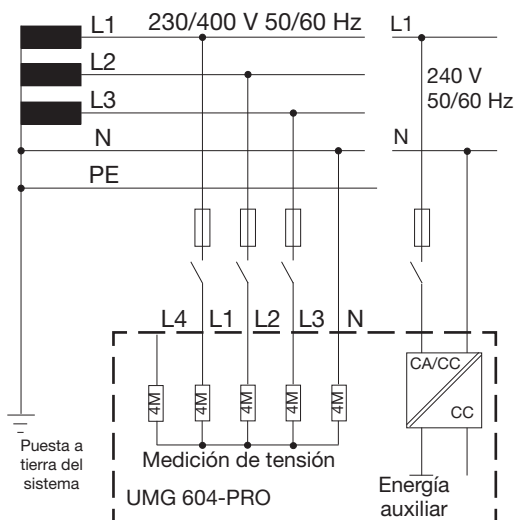 L1 230/400 V 50/60 Hz
L1
L2
240 V
50/60 Hz
L3
N
N
PE
L4 L1 L2 L3 N
4M 4M 4M 4M 4M
CA/CC
CC
Puesta a
tierra del
sistema
Medición de tensión
UMG 604-PRO
Energía
auxiliar